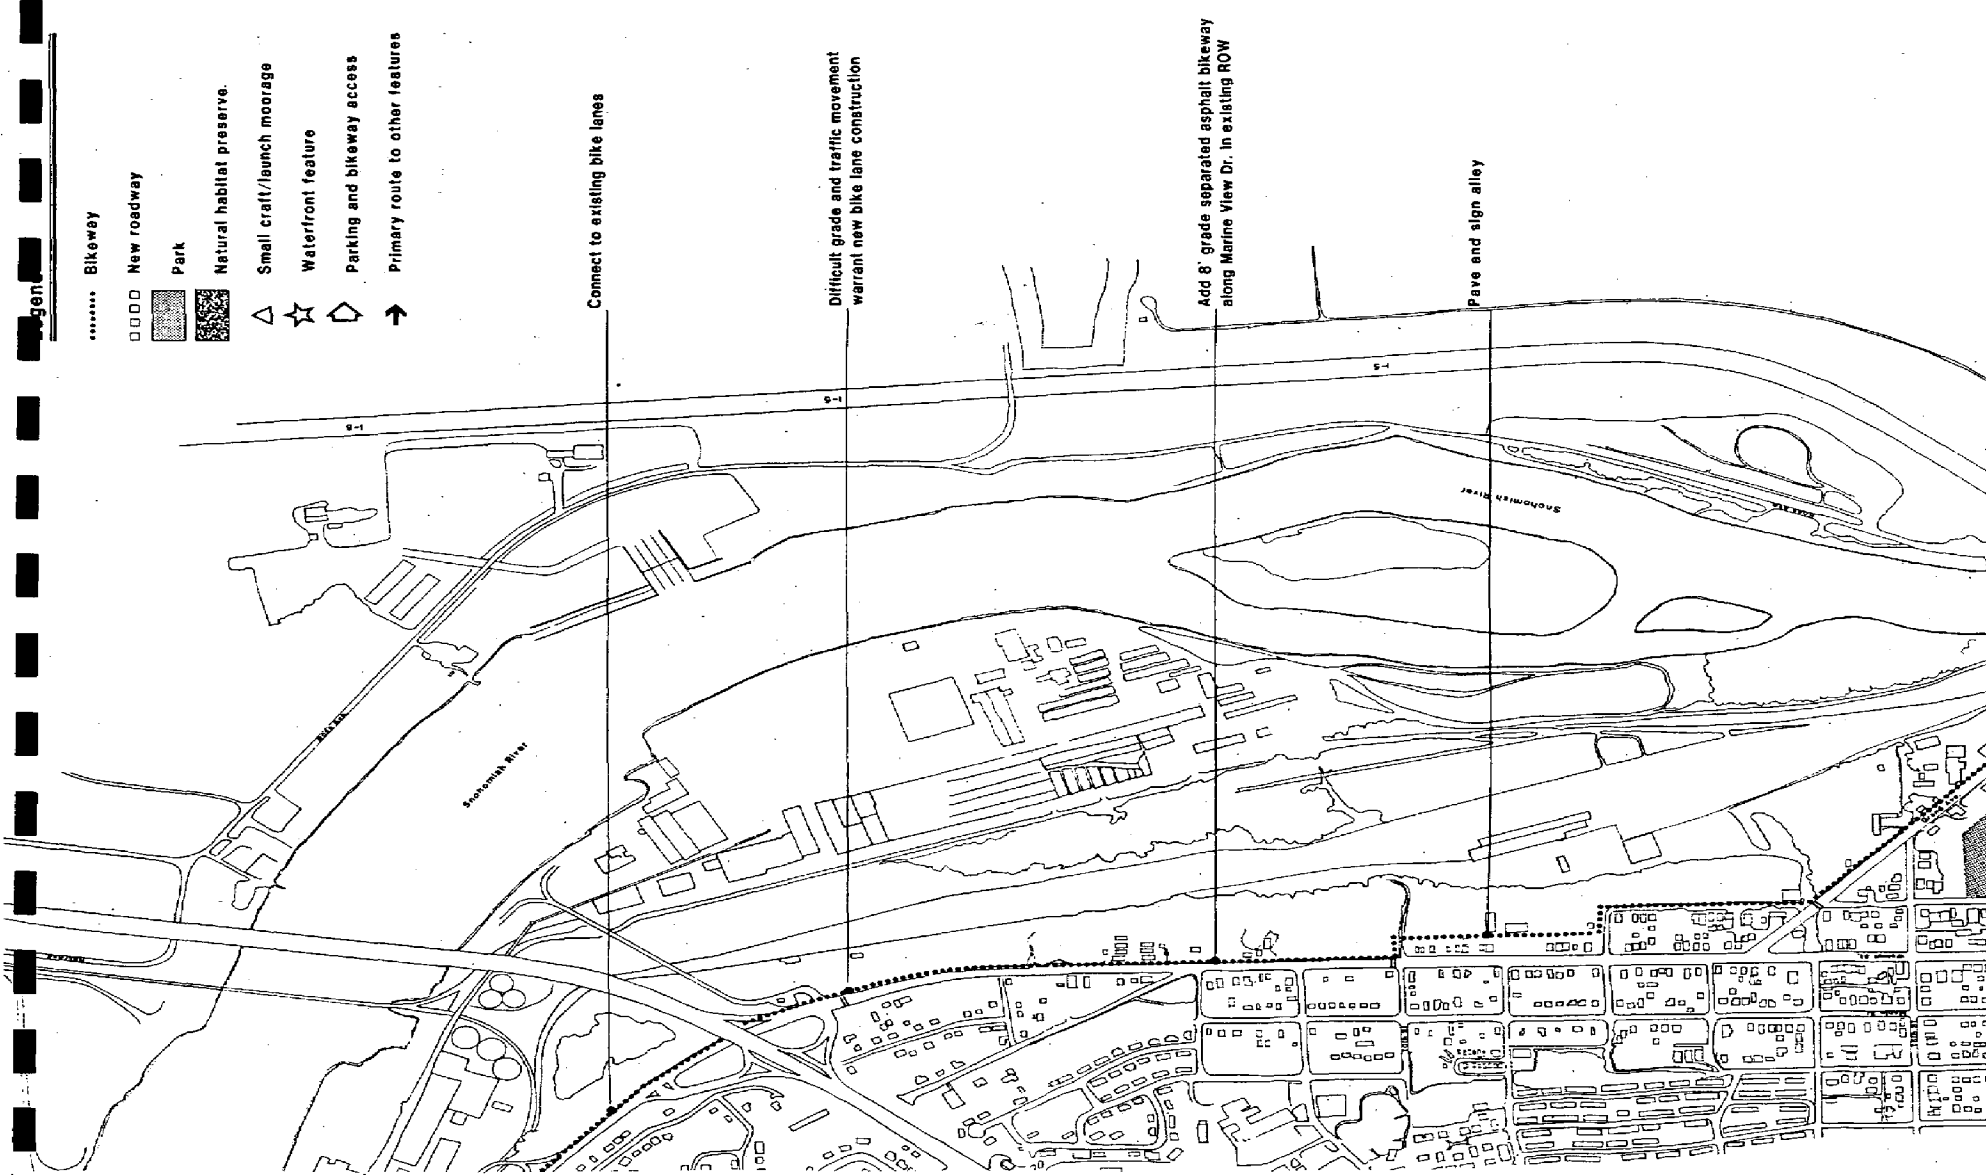 Bikeway
New roadway
Park
Natural habitat preserve.
Small craft/launch moorage
Waterfront feature
Parking and bikeway access
Primary route to other features
Connect to existing bike lanes
Difficult grade and traffic movement
warrant new bike lane construction
Add 8' grade separated asphalt bikeway
along Marine View Dr. in existing ROW
Pave and sign alley
I-5
Snohomish River
Snohomish River